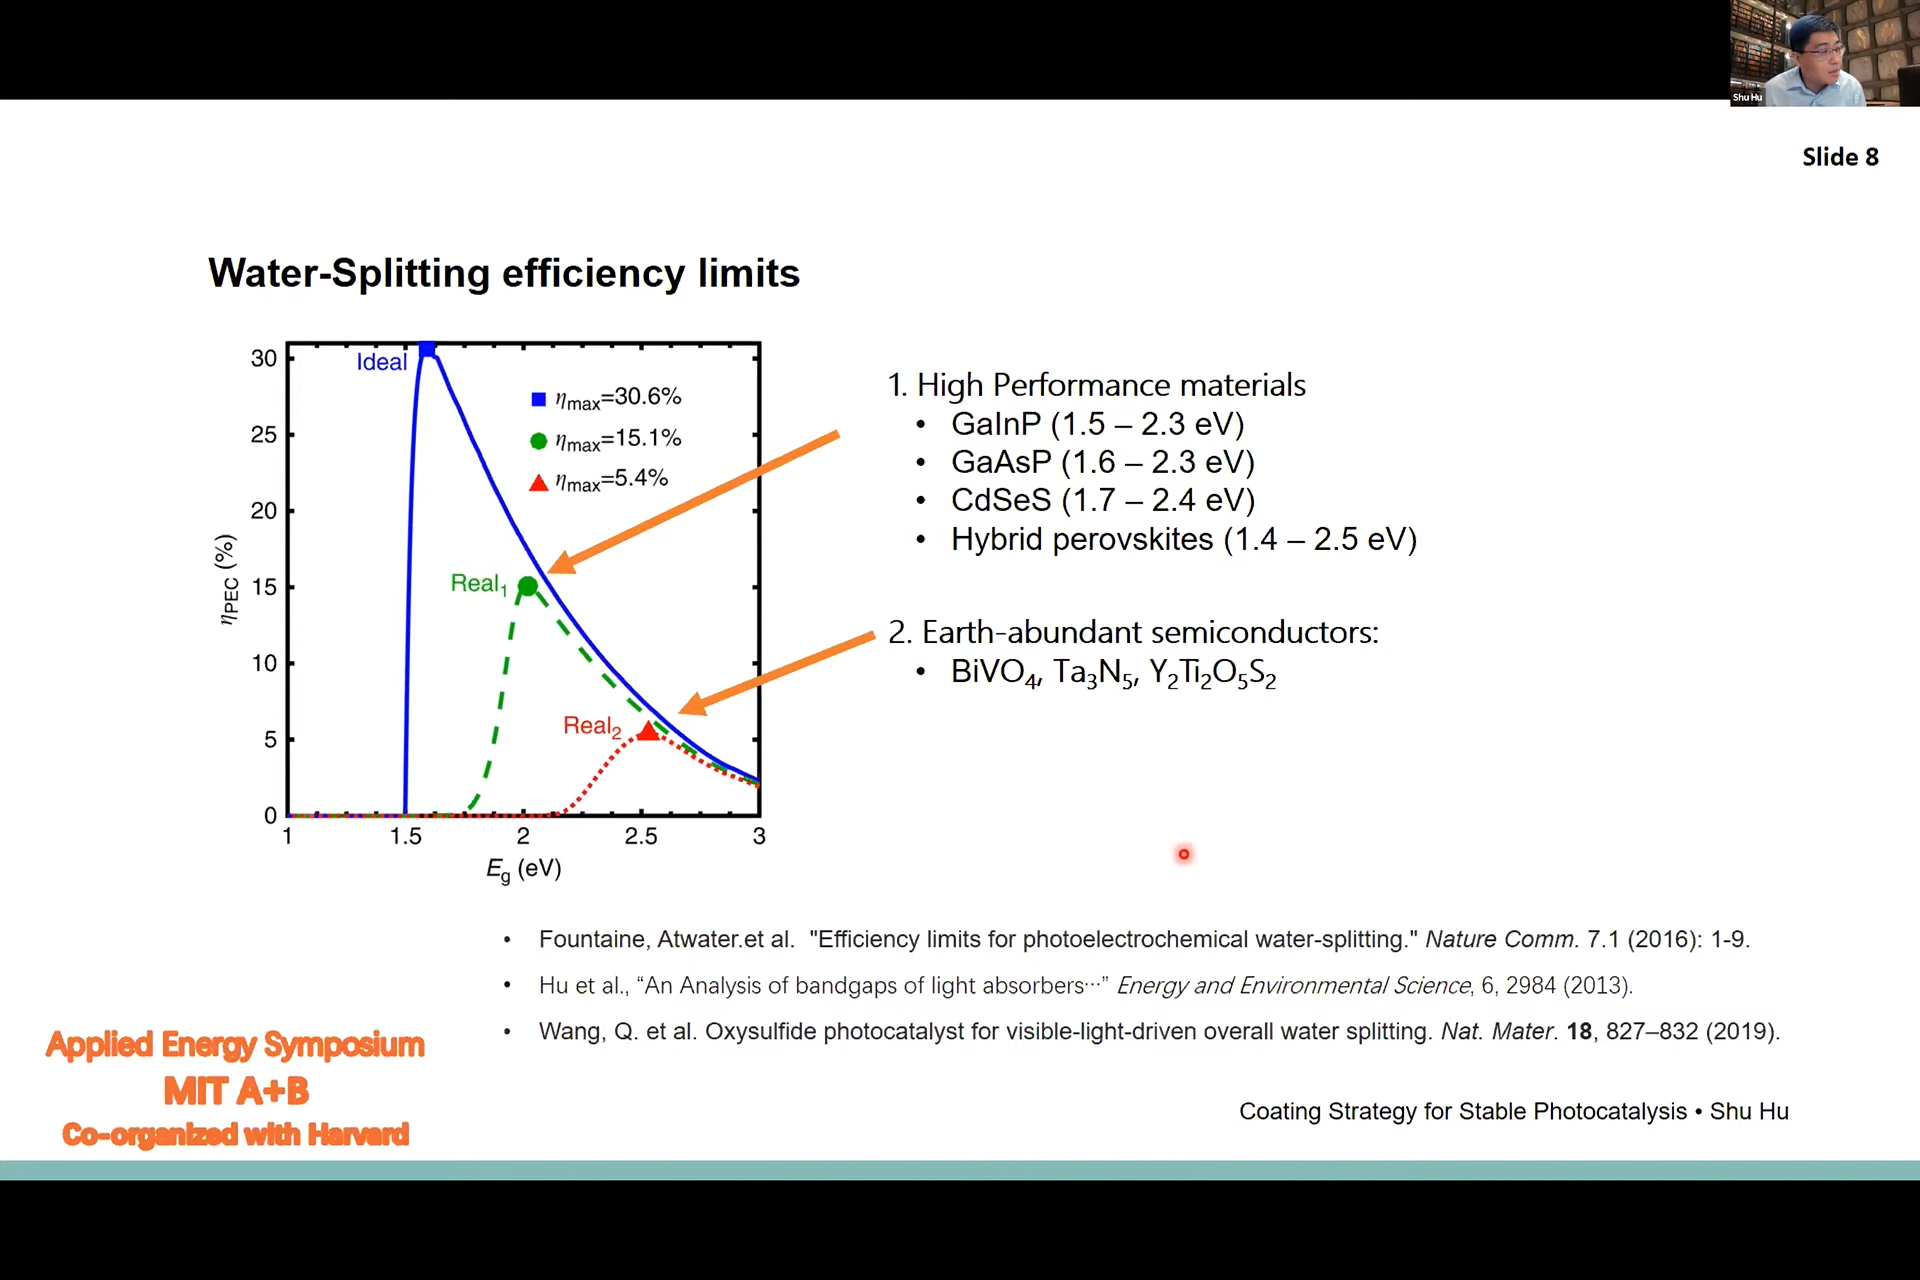 Shu Hu
Slide 8
Water-Splitting efficiency limits
30
25
20
15
10
5
0
ηPEC (%)
1
1.5
2
2.5
3
Eg (eV)
Ideal
ηmax=30.6%
ηmax=15.1%
ηmax=5.4%
Real1
Real2
1. High Performance materials
• GaInP (1.5 – 2.3 eV)
• GaAsP (1.6 – 2.3 eV)
• CdSeS (1.7 – 2.4 eV)
• Hybrid perovskites (1.4 – 2.5 eV)
2. Earth-abundant semiconductors:
• BiVO4, Ta3N5, Y2Ti2O5S2
• Fountaine, Atwater.et al. "Efficiency limits for photoelectrochemical water-splitting." Nature Comm. 7.1 (2016): 1-9.
• Hu et al., “An Analysis of bandgaps of light absorbers…” Energy and Environmental Science, 6, 2984 (2013).
• Wang, Q. et al. Oxysulfide photocatalyst for visible-light-driven overall water splitting. Nat. Mater. 18, 827–832 (2019).
Applied Energy Symposium
MIT A+B
Co-organized with Harvard
Coating Strategy for Stable Photocatalysis • Shu Hu